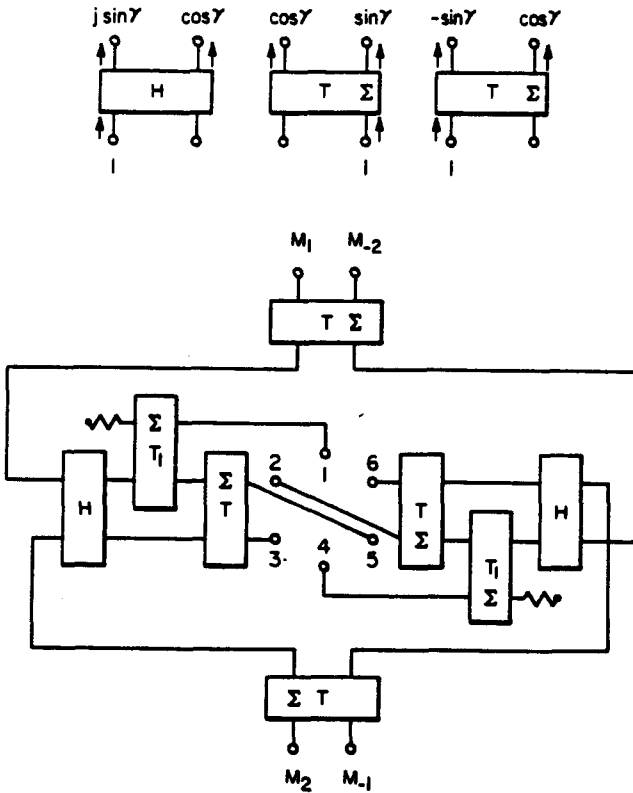 j sinγ cosγ cosγ sinγ -sinγ cosγ
H T Σ T Σ
1 1 1
M₁ M₋₂
T Σ
Σ
T₁
2 1 6
H Σ T H
T Σ
3 4 5 T₁
Σ
Σ T
M₂ M₋₁